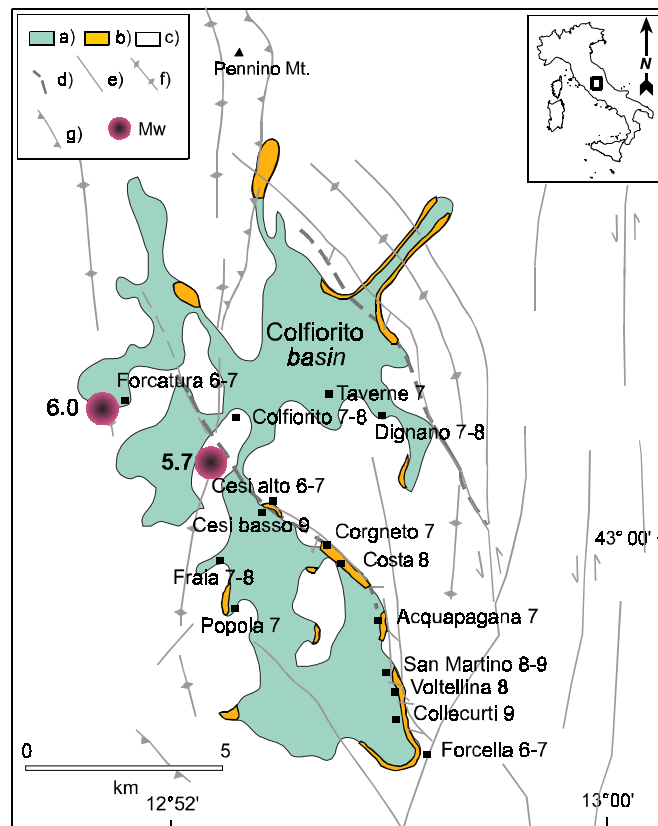 a) b) c)
d) e) f)
g) Mw
Pennino Mt.
N
Colfiorito
basin
Forcatura 6-7
6.0
Taverne 7
Colfiorito 7-8
Dignano 7-8
5.7
Cesi alto 6-7
Cesi basso 9
Corgneto 7
43° 00'
Costa 8
Fraia 7-8
Popola 7
Acquapagana 7
San Martino 8-9
Voltellina 8
Collecurti 9
Forcella 6-7
0 5
km
12°52'
13°00'